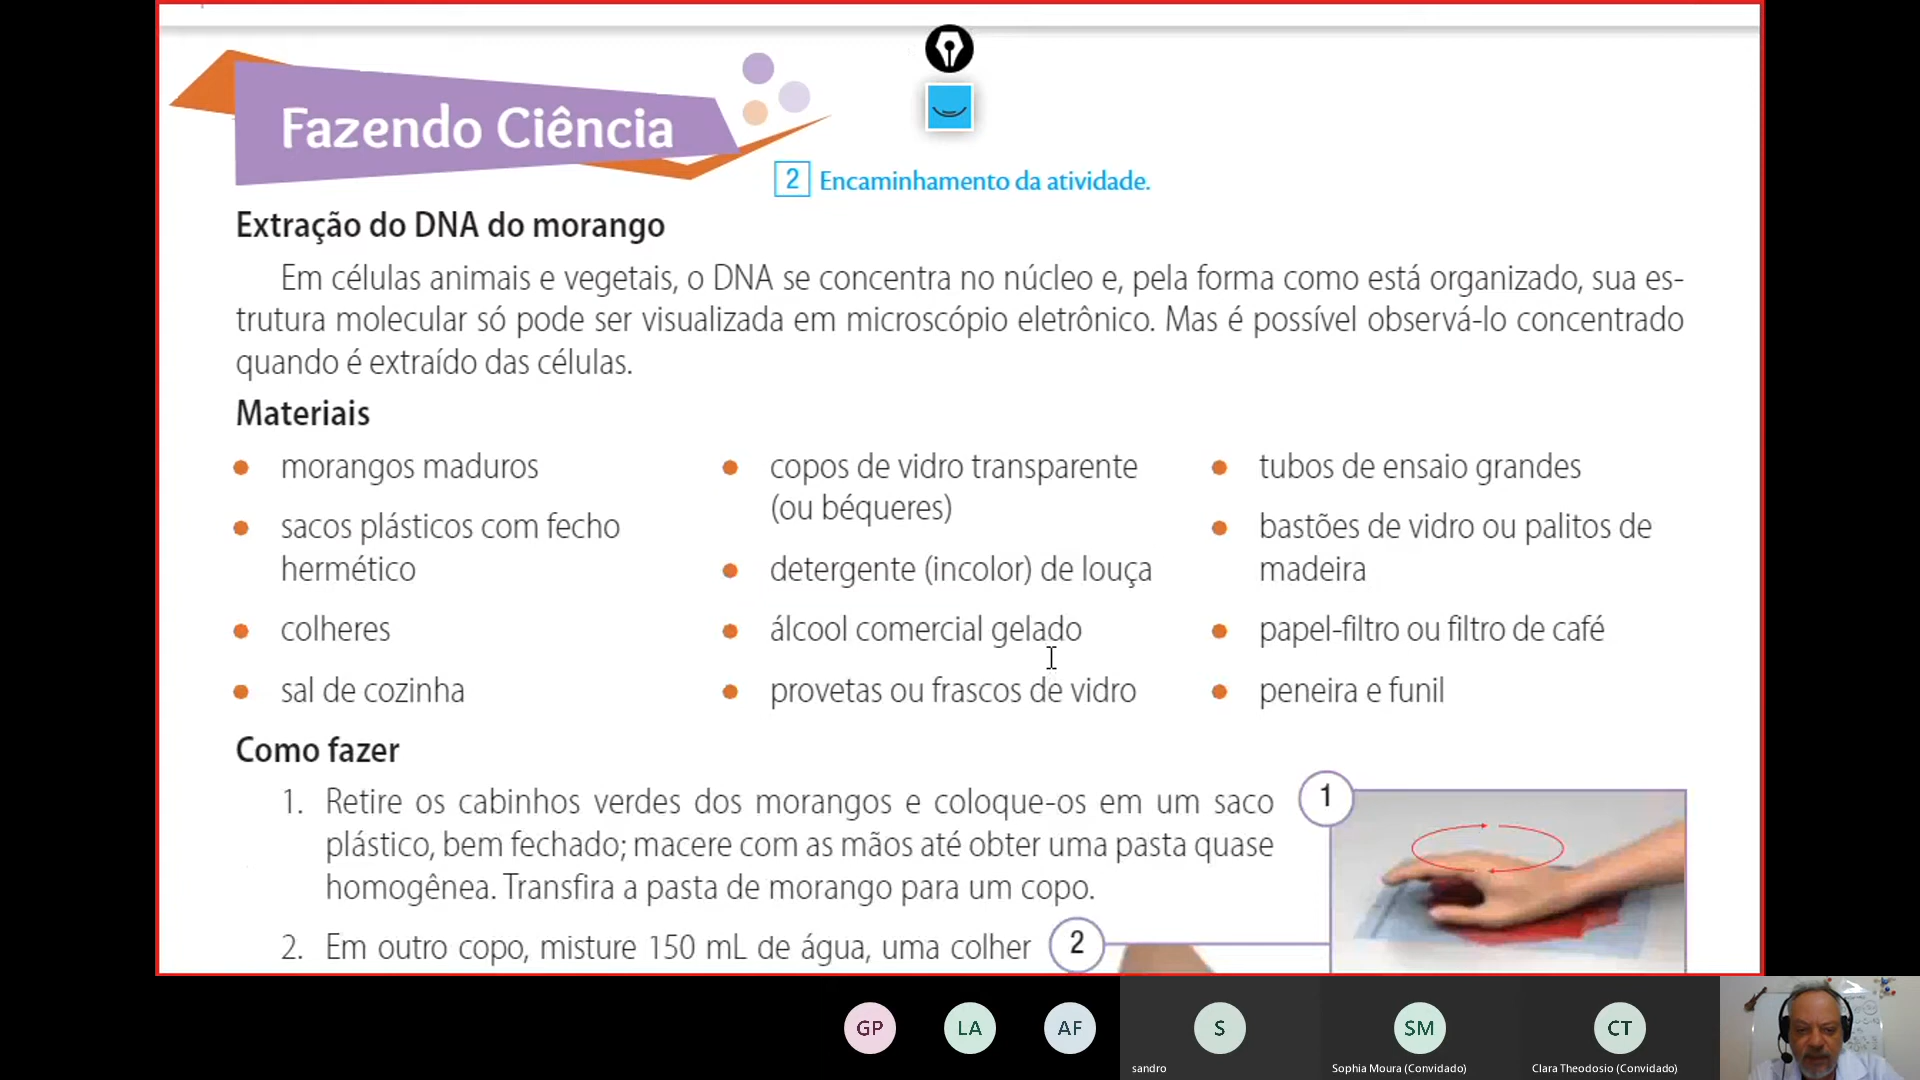 Fazendo Ciência
2 Encaminhamento da atividade.
Extração do DNA do morango
Em células animais e vegetais, o DNA se concentra no núcleo e, pela forma como está organizado, sua es-
trutura molecular só pode ser visualizada em microscópio eletrônico. Mas é possível observá-lo concentrado
quando é extraído das células.
Materiais
morangos maduros
sacos plásticos com fecho
hermético
colheres
sal de cozinha
copos de vidro transparente
(ou béqueres)
detergente (incolor) de louça
álcool comercial gelado
provetas ou frascos de vidro
tubos de ensaio grandes
bastões de vidro ou palitos de
madeira
papel-filtro ou filtro de café
peneira e funil
Como fazer
1. Retire os cabinhos verdes dos morangos e coloque-os em um saco
plástico, bem fechado; macere com as mãos até obter uma pasta quase
homogênea. Transfira a pasta de morango para um copo.
1
2. Em outro copo, misture 150 mL de água, uma colher
2
GP
LA
AF
S
sandro
SM
Sophia Moura (Convidado)
CT
Clara Theodosio (Convidado)